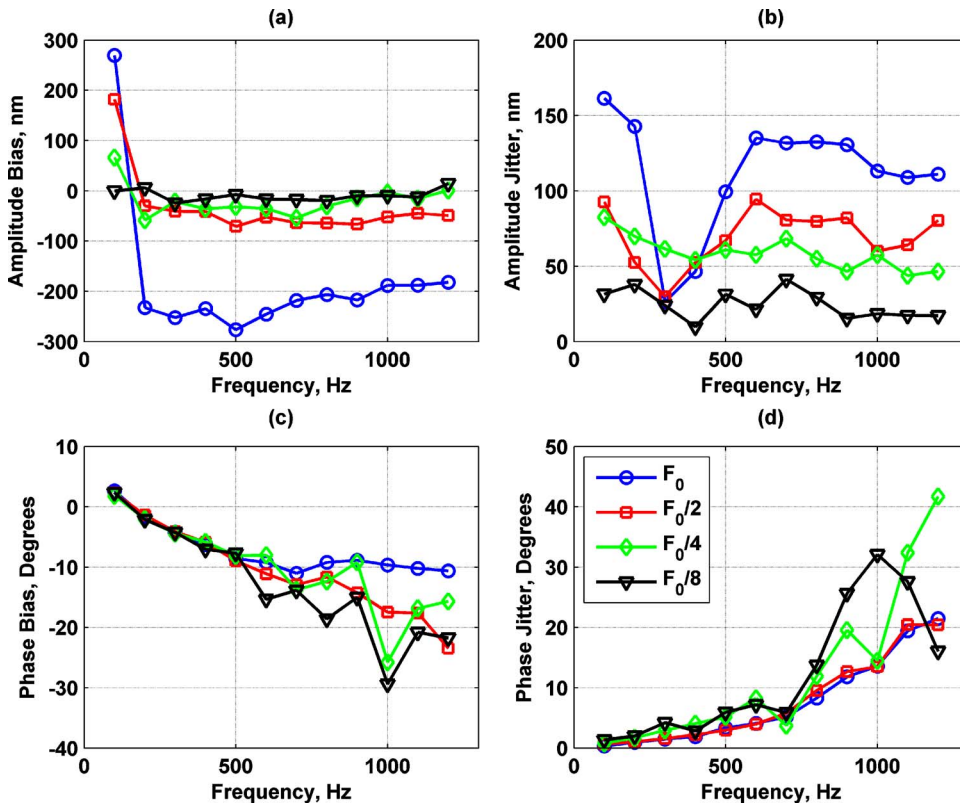 (a)
300
200
100
0
-100
-200
-300
Amplitude Bias, nm
0
500
1000
Frequency, Hz
(b)
200
150
100
50
0
Amplitude Jitter, nm
0
500
1000
Frequency, Hz
(c)
10
0
-10
-20
-30
-40
Phase Bias, Degrees
0
500
1000
Frequency, Hz
(d)
50
40
30
20
10
0
Phase Jitter, Degrees
F0
F0/2
F0/4
F0/8
0
500
1000
Frequency, Hz